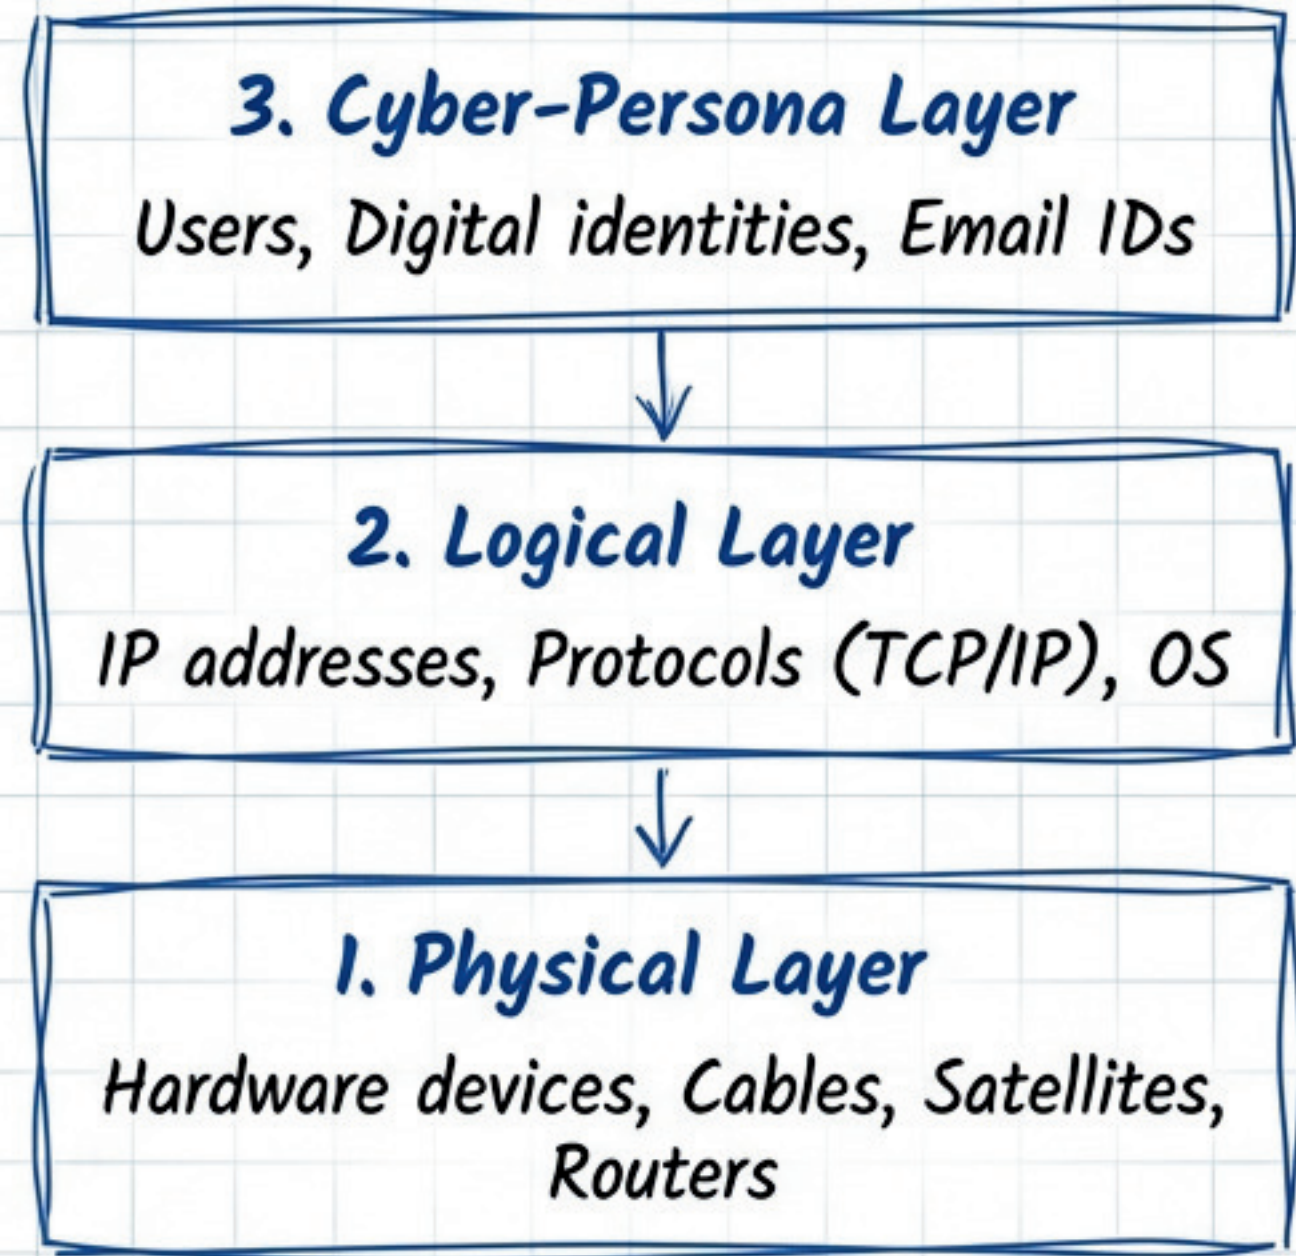 3. Cyber-Persona Layer
Users, Digital identities, Email IDs
2. Logical Layer
IP addresses, Protocols (TCP/IP), OS
1. Physical Layer
Hardware devices, Cables, Satellites,
Routers